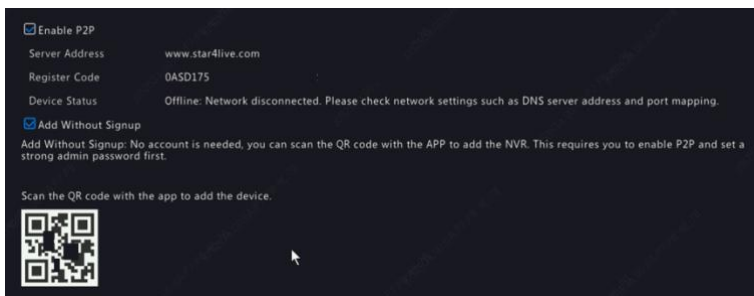 Enable P2P
Server Address www.star4live.com
Register Code 0ASD175
Device Status Offline: Network disconnected. Please check network settings such as DNS server address and port mapping.
Add Without Signup
Add Without Signup: No account is needed, you can scan the QR code with the APP to add the NVR. This requires you to enable P2P and set a
strong admin password first.
Scan the QR code with the app to add the device.